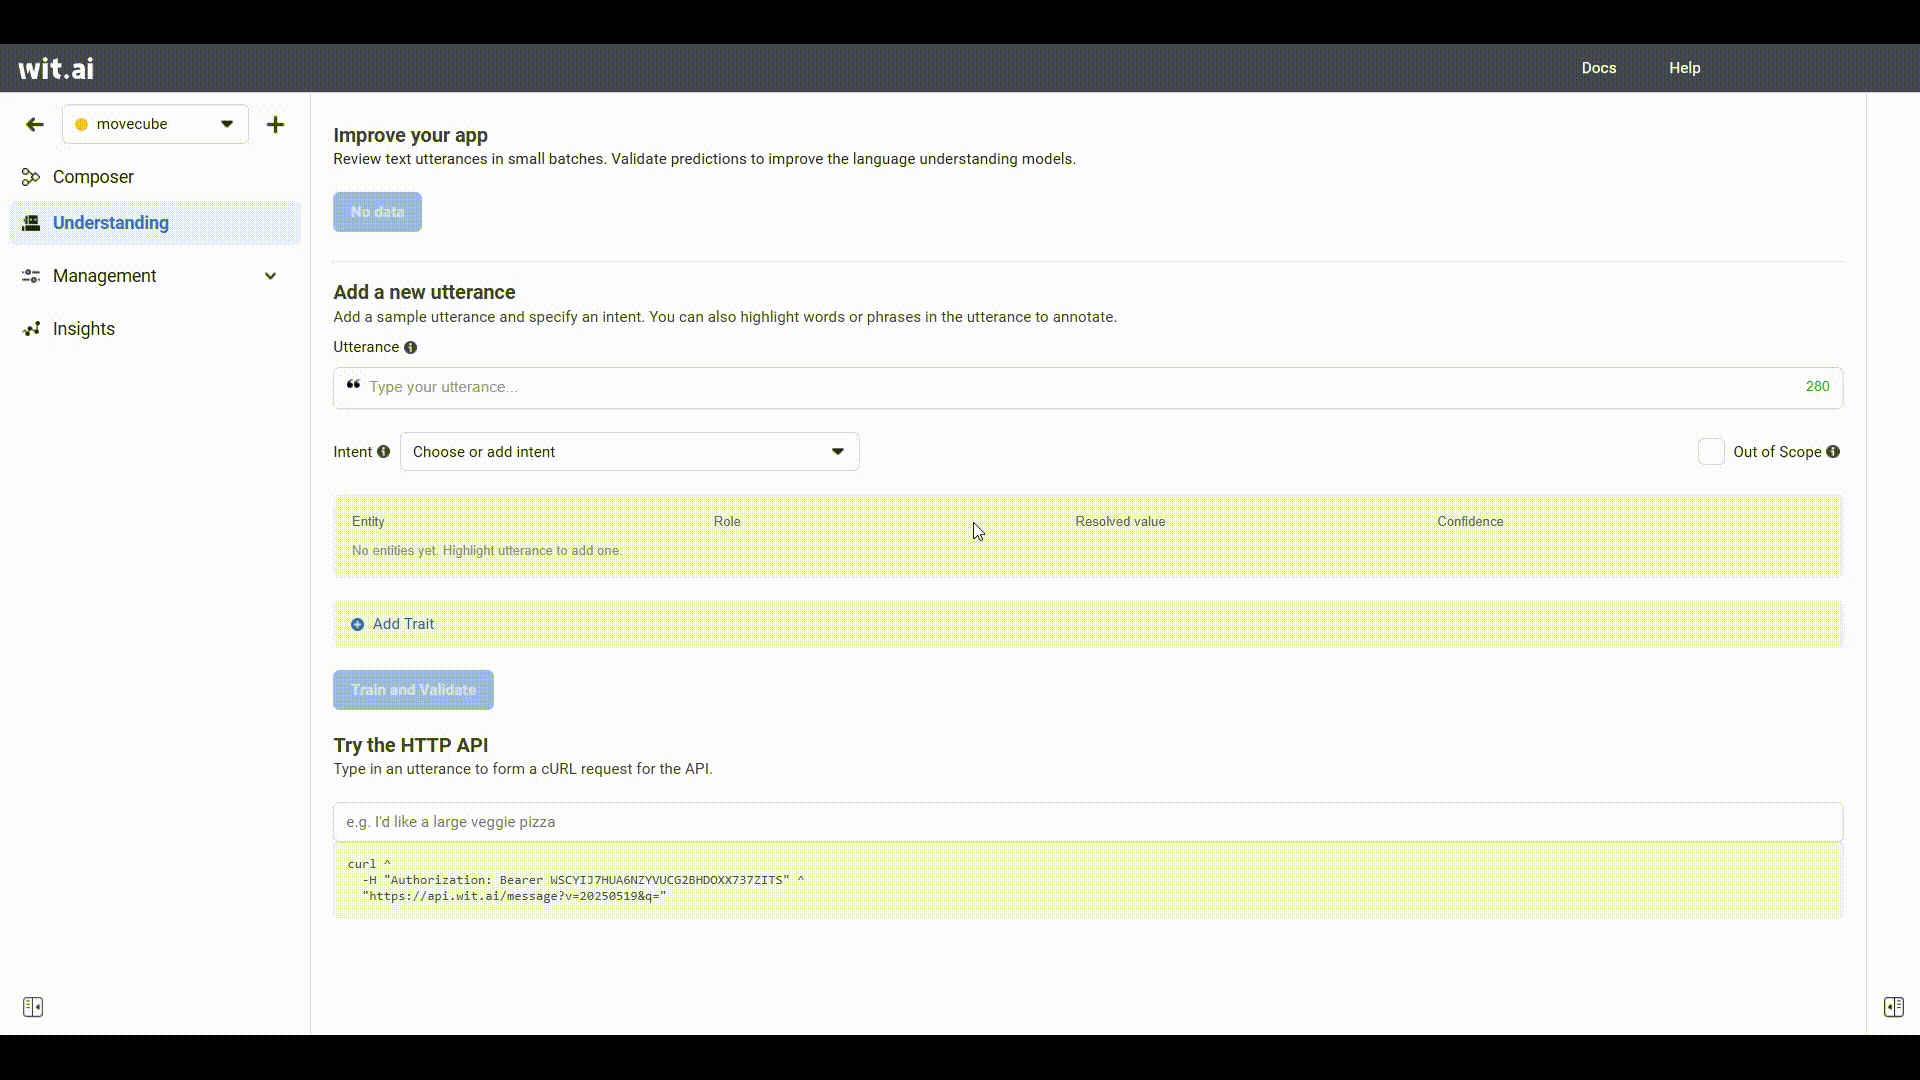 wit.ai
Docs
Help
movecube
Composer
Understanding
Management
Insights
Improve your app
Review text utterances in small batches. Validate predictions to improve the language understanding models.
No data
Add a new utterance
Add a sample utterance and specify an intent. You can also highlight words or phrases in the utterance to annotate.
Utterance
Type your utterance...
280
Intent
Choose or add intent
Out of Scope
Entity
Role
Resolved value
Confidence
No entities yet. Highlight utterance to add one.
Add Trait
Train and Validate
Try the HTTP API
Type in an utterance to form a cURL request for the API.
e.g. I'd like a large veggie pizza
curl ^
-H "Authorization: Bearer WSCYIJ7HUA6NZYVUCG2BHDOXX737ZITS" ^
"https://api.wit.ai/message?v=20250519&q="